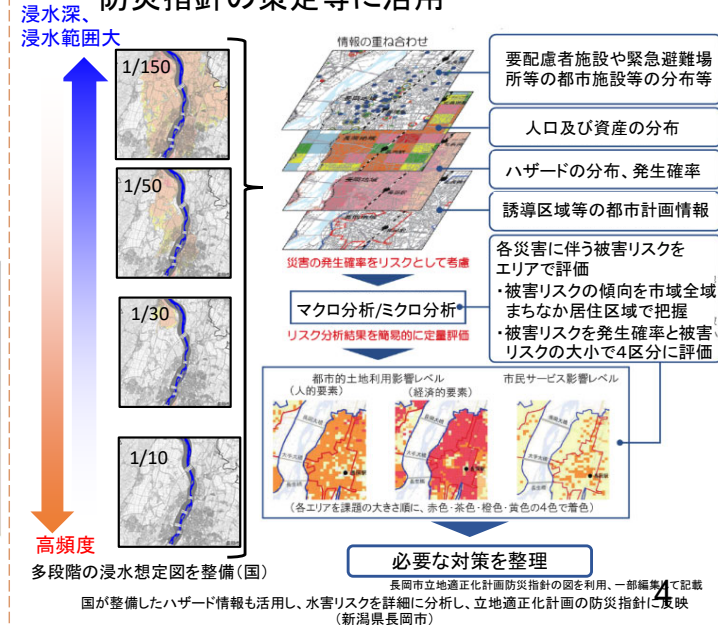 防災指針の策定等に活用
浸水深、
浸水範囲大
1/150
1/50
1/30
1/10
高頻度
多段階の浸水想定図を整備(国)
情報の重ね合わせ
要配慮者施設や緊急避難場
所等の都市施設等の分布等
人口及び資産の分布
ハザードの分布、発生確率
誘導区域等の都市計画情報
災害の発生確率をリスクとして考慮
マクロ分析/ミクロ分析
リスク分析結果を簡易的に定量評価
各災害に伴う被害リスクを
エリアで評価
・被害リスクの傾向を市域全域
まちなか居住区域で把握
・被害リスクを発生確率と被害
リスクの大小で4区分に評価
都市的土地利用影響レベル
(人的要素)
(経済的要素)
市民サービス影響レベル
(各エリアを課題の大きさ順に、赤色・茶色・橙色・黄色の4色で着色)
必要な対策を整理
長岡市立地適正化計画防災指針の図を利用、一部編集して記載
4
国が整備したハザード情報も活用し、水害リスクを詳細に分析し、立地適正化計画の防災指針に反映
(新潟県長岡市)